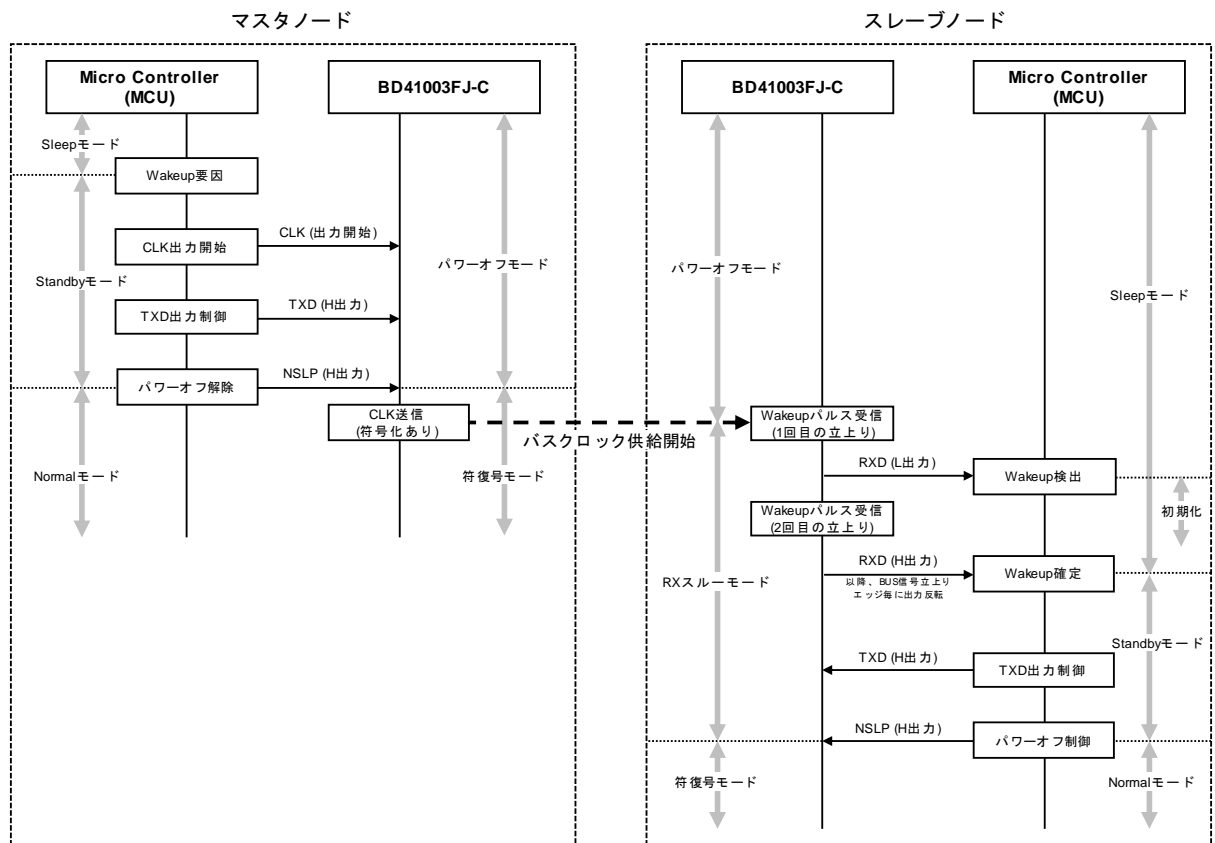 マスタノード
スレーブノード
Micro Controller
(MCU)
BD41003FJ-C
BD41003FJ-C
Micro Controller
(MCU)
Sleepモード
Wakeup要因
CLK出力開始
CLK (出力開始)
パワーオフモード
Standbyモード
TXD出力制御
TXD (H出力)
パワーオフ解除
NSLP (H出力)
CLK送信
(符号化あり)
バスクロック供給開始
Normalモード
符復号モード
パワーオフモード
Sleepモード
Wakeupパルス受信
(1回目の立上り)
RXD (L出力)
Wakeup検出
初期化
Wakeupパルス受信
(2回目の立上り)
RXD (H出力)
以降、BUS信号立上り
エッジ毎に出力反転
Wakeup確定
RXスルーモード
Standbyモード
TXD (H出力)
TXD出力制御
NSLP (H出力)
パワーオフ制御
符復号モード
Normalモード